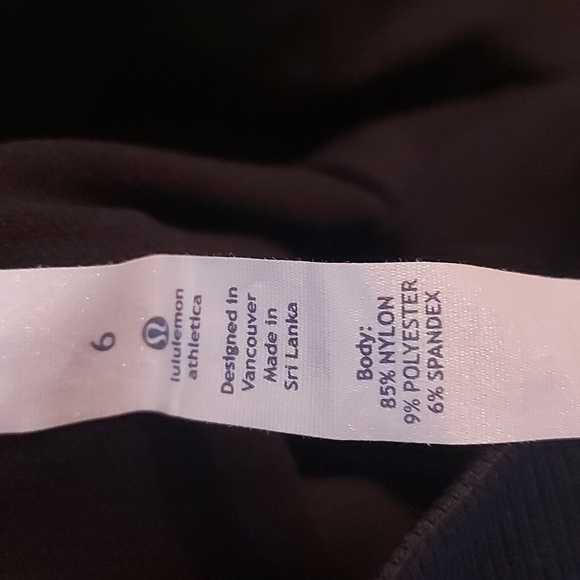 6
lululemon
athletica
Designed in
Vancouver
Made in
Sri Lanka
Body:
85% NYLON
9% POLYESTER
6% SPANDEX